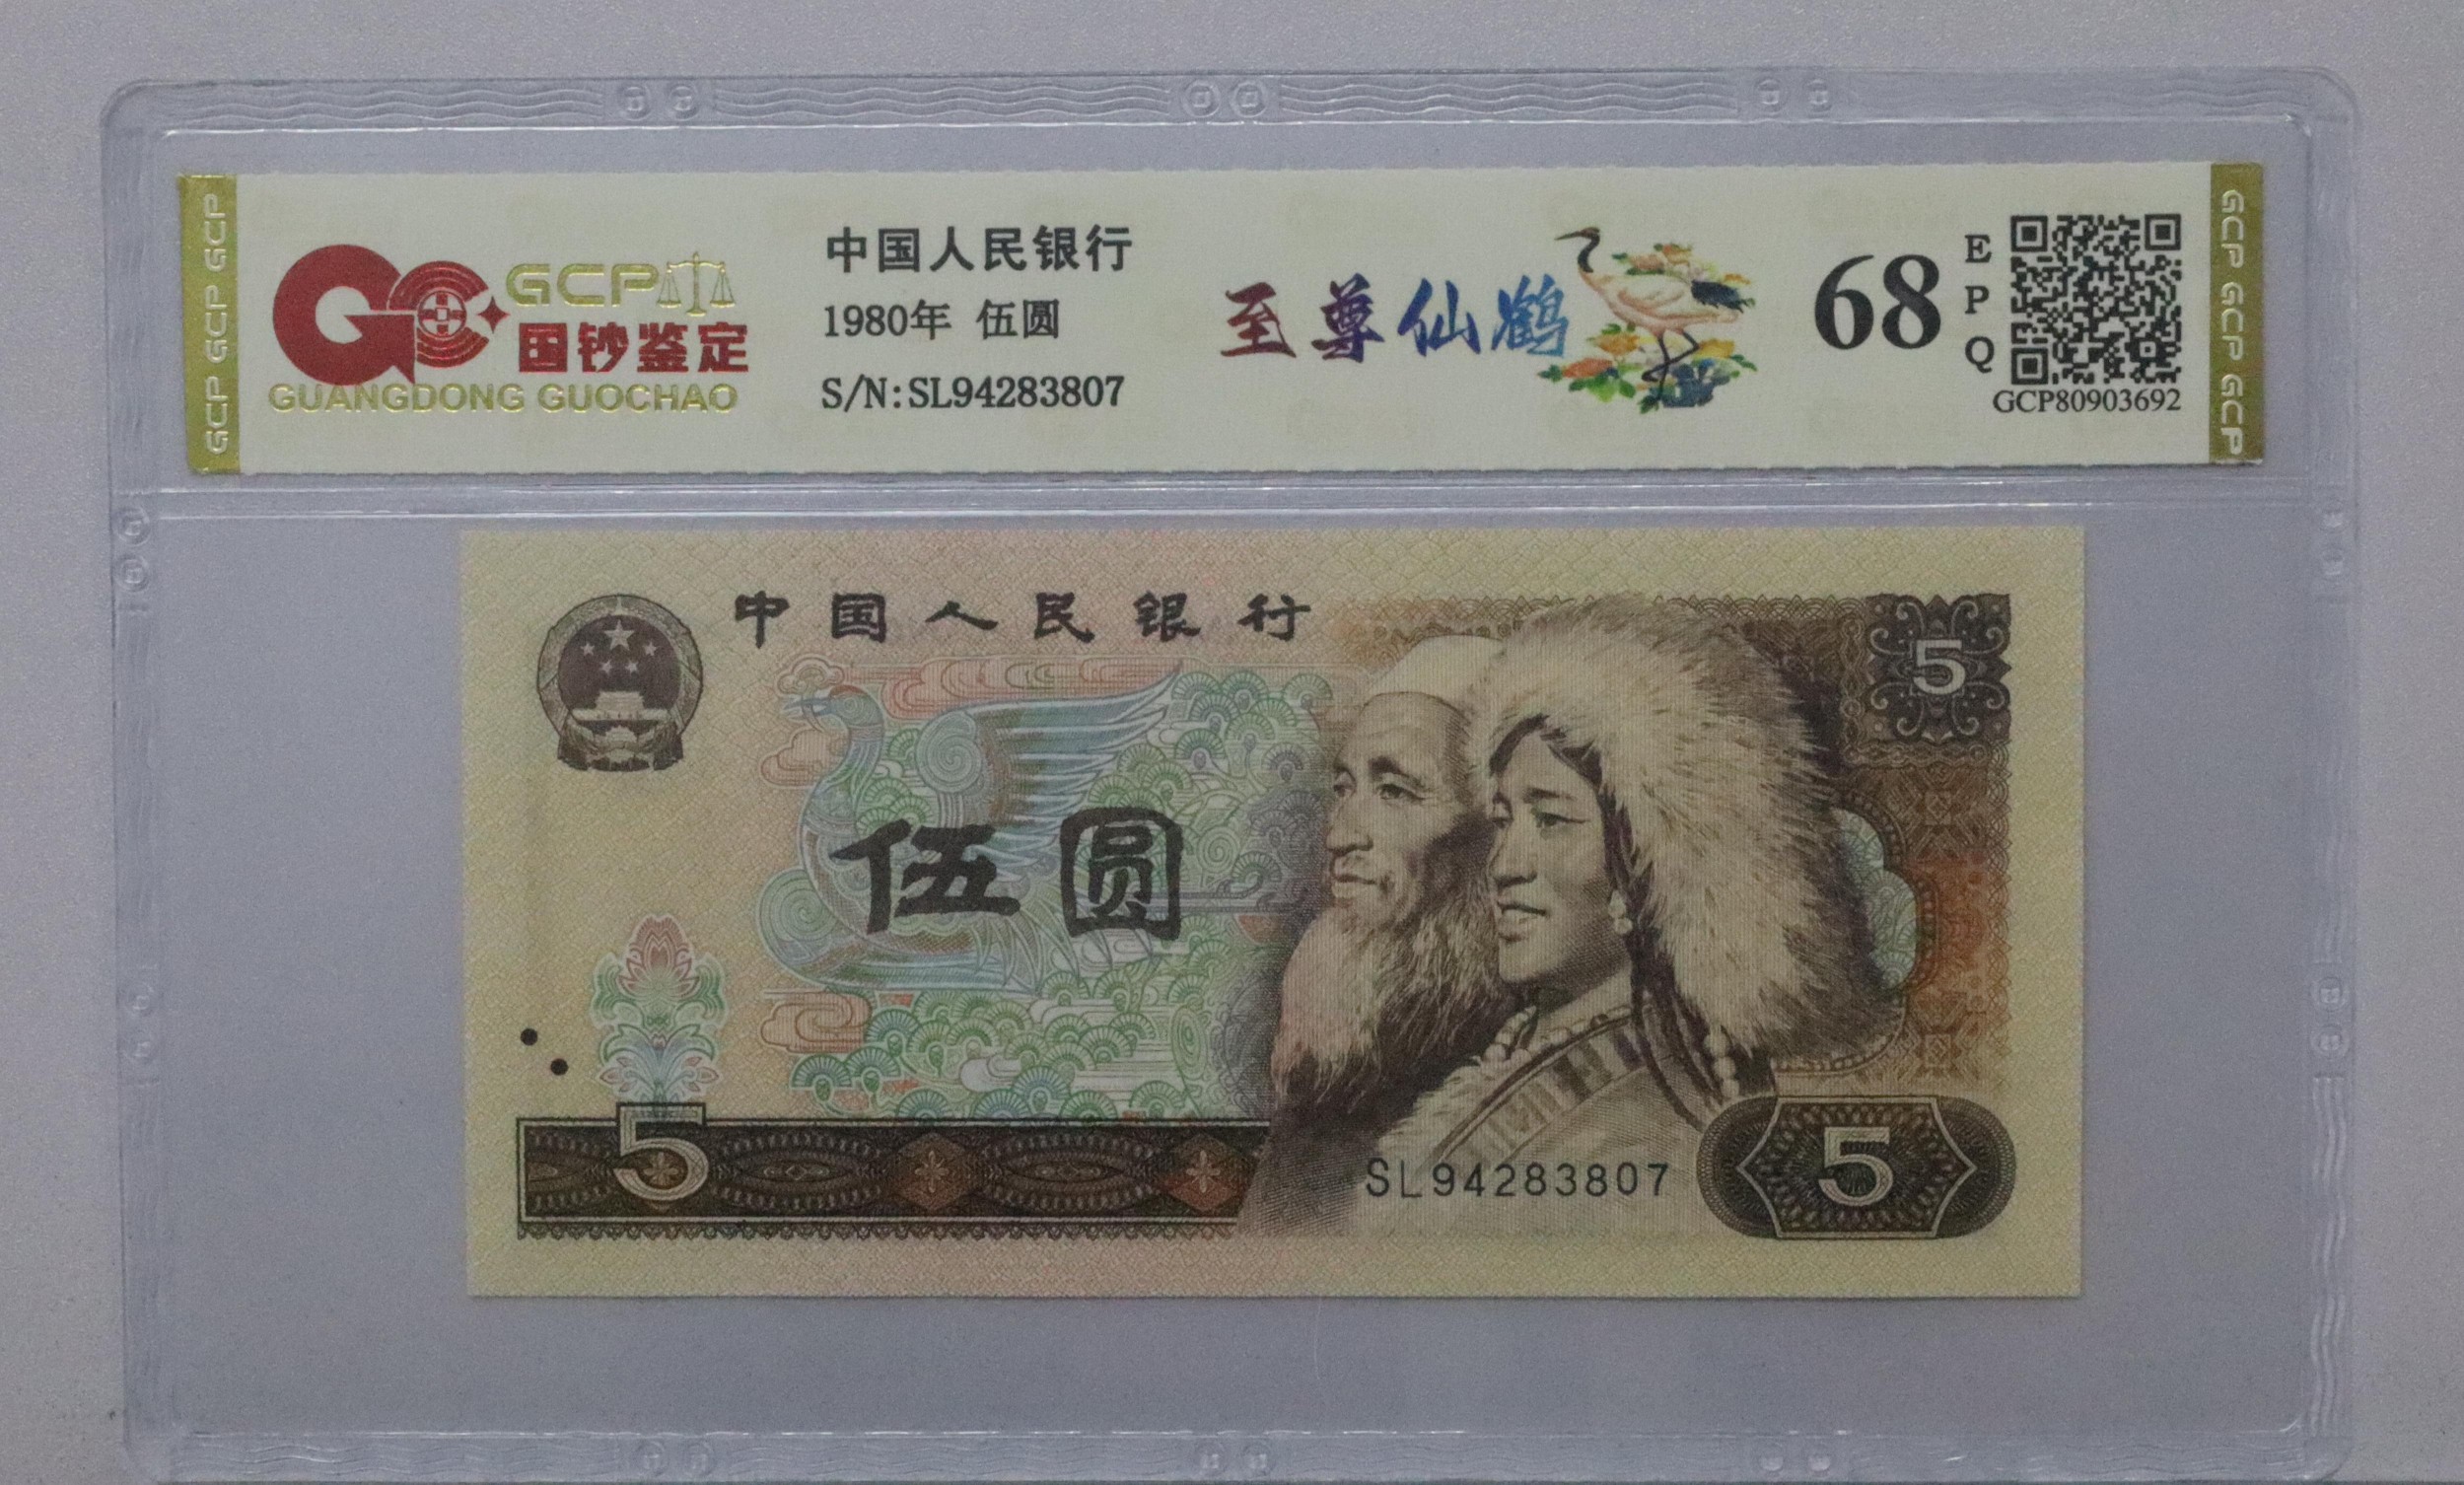 GCP GCP GCP
GCP
国钞鉴定
GUANGDONG GUOCHAO
中国人民银行
1980年 伍圆
S/N:SL94283807
至尊仙鹤
68
E
P
Q
GCP80903692
GCP GCP GCP
中国人民银行
5
伍圆
5
SL94283807
5